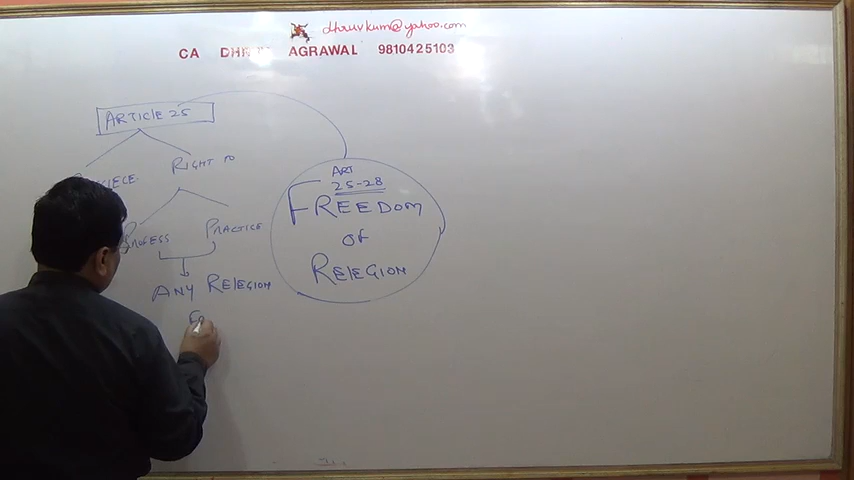 dhruvkum@yahoo.com
CA AGRAWAL 9810425103
ARTICLE 25
RIGHT TO
PROFESS PRACTICE
ANY RELEGION
ART
25-28
FREEDOM
OF
RELEGION